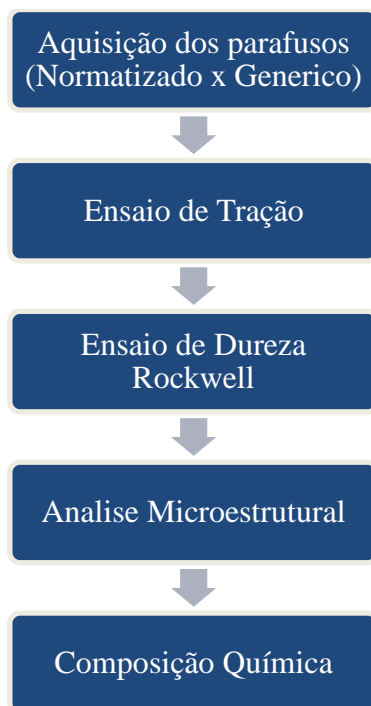 Aquisição dos parafusos
(Normatizado x Generico)
Ensaio de Tração
Ensaio de Dureza
Rockwell
Analise Microestrutural
Composição Química